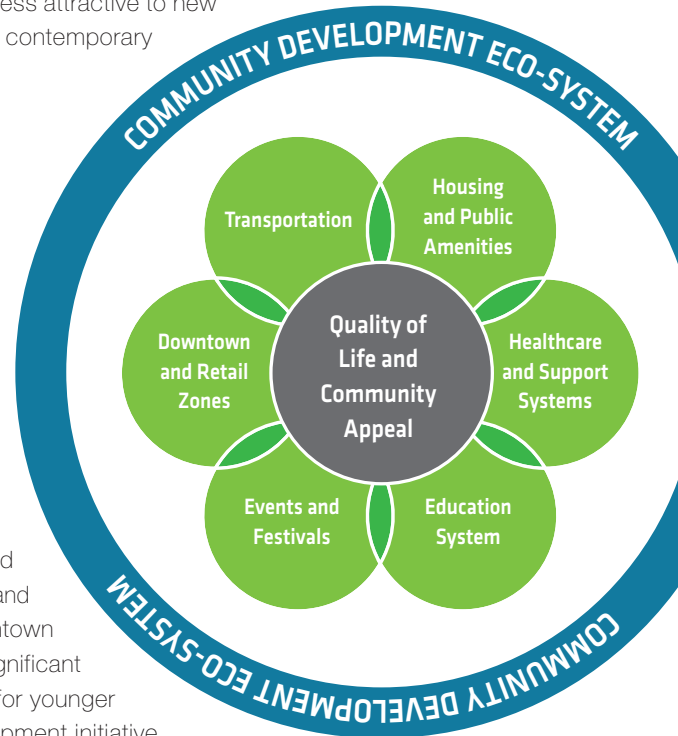 ess attractive to new
contemporary
COMMUNITY DEVELOPMENT ECO-SYSTEM
Transportation
Housing
and Public
Amenities
Downtown
and Retail
Zones
Quality of
Life and
Community
Appeal
Healthcare
and Support
Systems
Events and
Festivals
Education
System
COMMUNITY DEVELOPMENT ECO-SYSTEM
d
and
ntown
gnificant
for younger
pment initiative